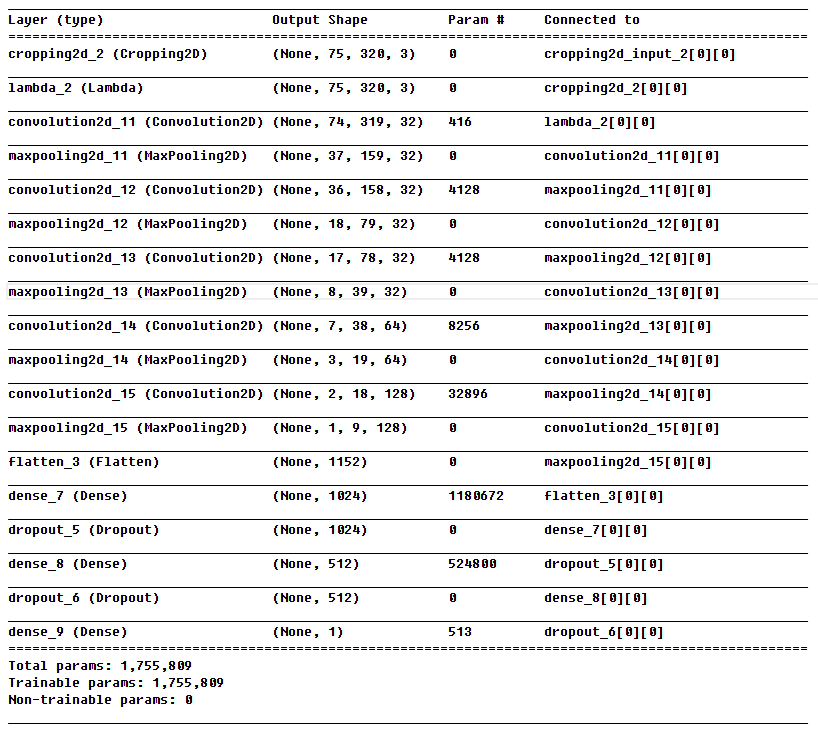 Layer (type) Output Shape Param # Connected to
====================================================================================================
cropping2d_2 (Cropping2D) (None, 75, 320, 3) 0 cropping2d_input_2[0][0]
lambda_2 (Lambda) (None, 75, 320, 3) 0 cropping2d_2[0][0]
convolution2d_11 (Convolution2D) (None, 74, 319, 32) 416 lambda_2[0][0]
maxpooling2d_11 (MaxPooling2D) (None, 37, 159, 32) 0 convolution2d_11[0][0]
convolution2d_12 (Convolution2D) (None, 36, 158, 32) 4128 maxpooling2d_11[0][0]
maxpooling2d_12 (MaxPooling2D) (None, 18, 79, 32) 0 convolution2d_12[0][0]
convolution2d_13 (Convolution2D) (None, 17, 78, 32) 4128 maxpooling2d_12[0][0]
maxpooling2d_13 (MaxPooling2D) (None, 8, 39, 32) 0 convolution2d_13[0][0]
convolution2d_14 (Convolution2D) (None, 7, 38, 64) 8256 maxpooling2d_13[0][0]
maxpooling2d_14 (MaxPooling2D) (None, 3, 19, 64) 0 convolution2d_14[0][0]
convolution2d_15 (Convolution2D) (None, 2, 18, 128) 32896 maxpooling2d_14[0][0]
maxpooling2d_15 (MaxPooling2D) (None, 1, 9, 128) 0 convolution2d_15[0][0]
flatten_3 (Flatten) (None, 1152) 0 maxpooling2d_15[0][0]
dense_7 (Dense) (None, 1024) 1180672 flatten_3[0][0]
dropout_5 (Dropout) (None, 1024) 0 dense_7[0][0]
dense_8 (Dense) (None, 512) 524800 dropout_5[0][0]
dropout_6 (Dropout) (None, 512) 0 dense_8[0][0]
dense_9 (Dense) (None, 1) 513 dropout_6[0][0]
====================================================================================================
Total params: 1,755,809
Trainable params: 1,755,809
Non-trainable params: 0